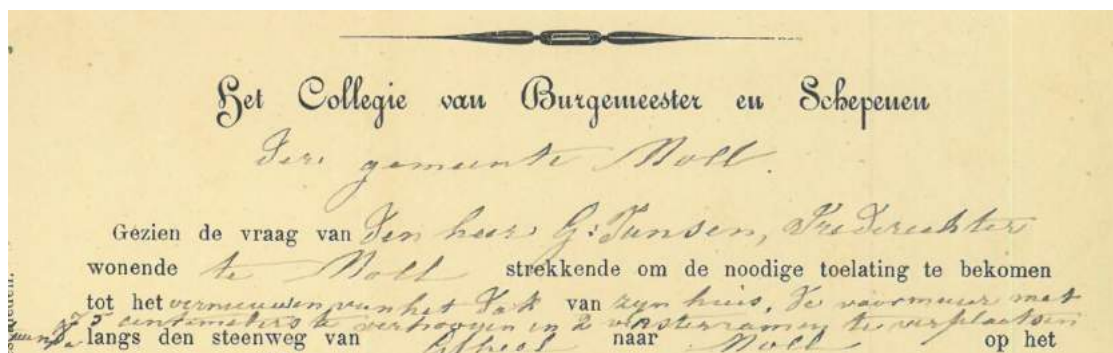 Het Collegie van Burgemeester en Schepenen
der gemeente Moll.
Gezien de vraag van den heer G. Jansen, Vrederechter
wonende te Moll strekkende om de noodige toelating te bekomen
tot het vernieuwen van het dak van zyn huis, de voormuur met
75 centimeters te verhoogen en 2 vensterramen te verplaatsen
langs den steenweg van Gheel naar Moll op het